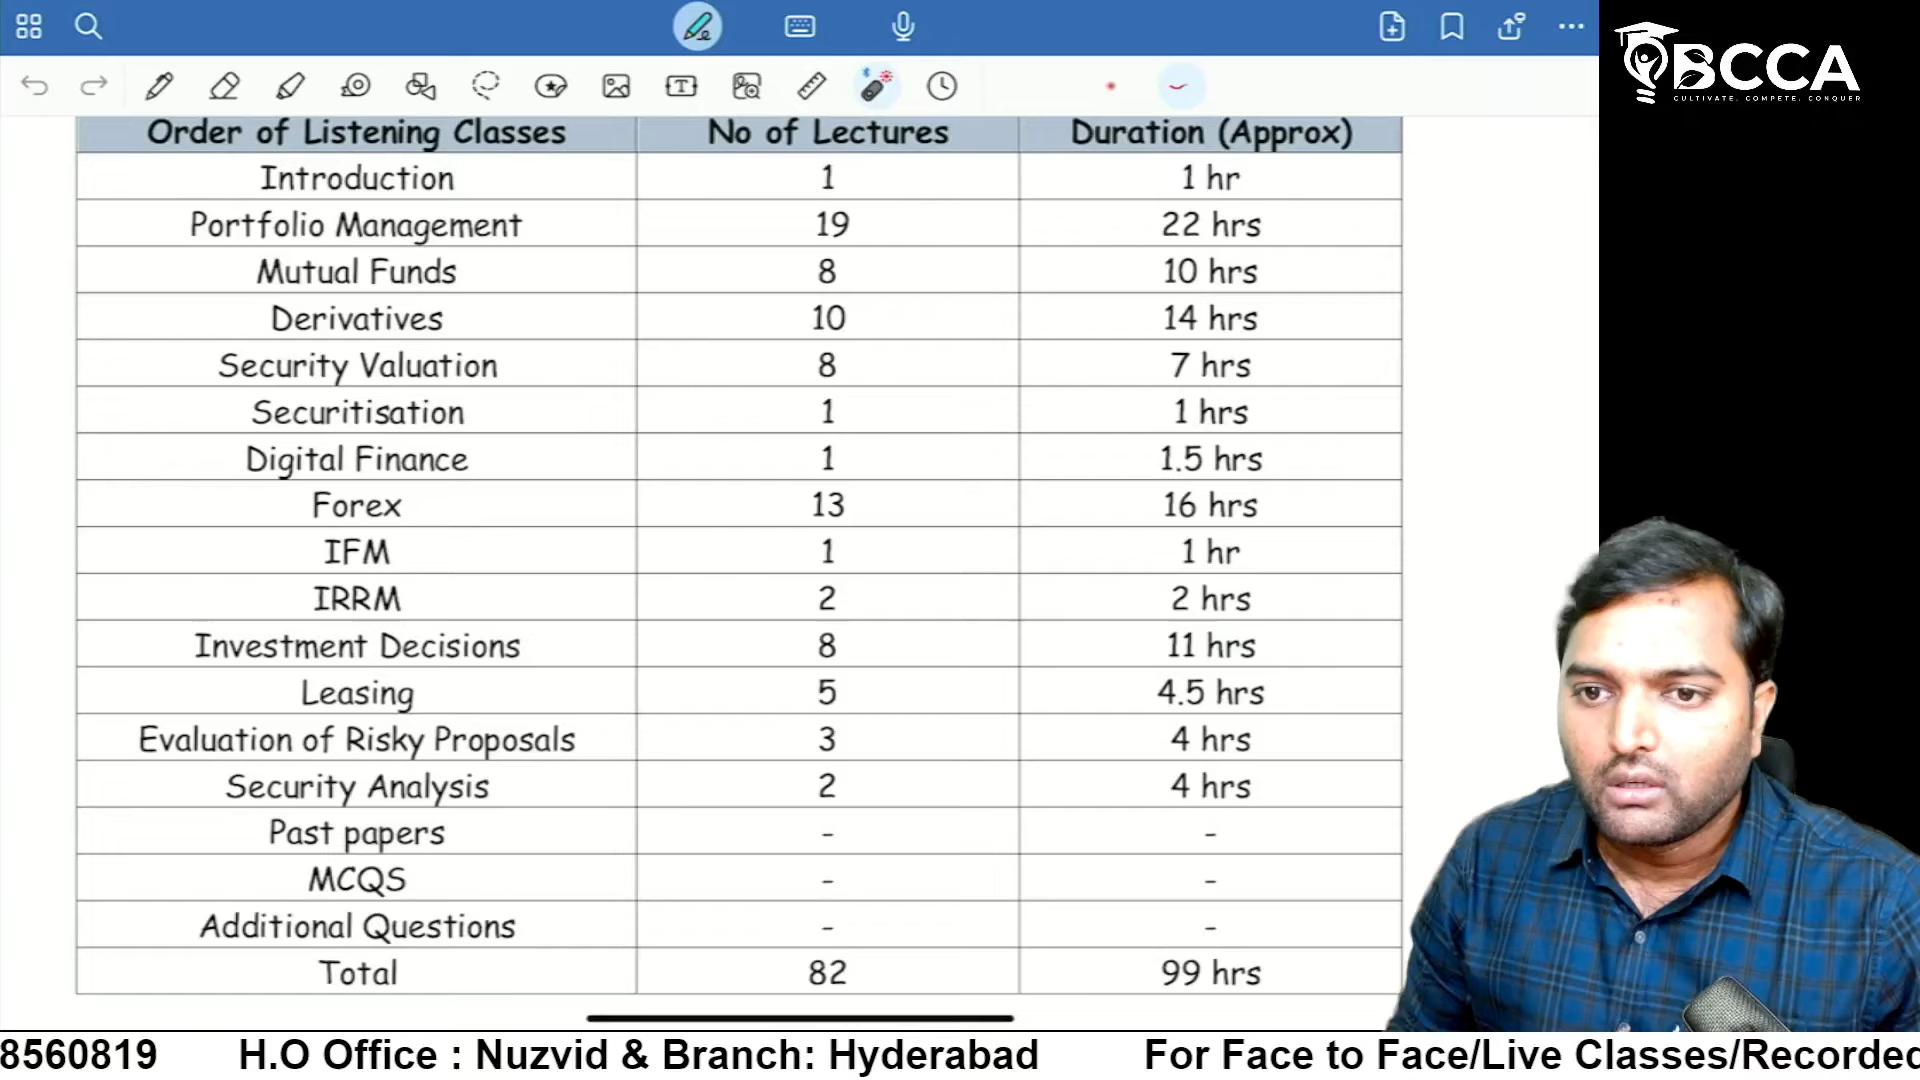 BCCA
CULTIVATE. COMPETE. CONQUER
Order of Listening Classes No of Lectures Duration (Approx)
Introduction 1 1 hr
Portfolio Management 19 22 hrs
Mutual Funds 8 10 hrs
Derivatives 10 14 hrs
Security Valuation 8 7 hrs
Securitisation 1 1 hrs
Digital Finance 1 1.5 hrs
Forex 13 16 hrs
IFM 1 1 hr
IRRM 2 2 hrs
Investment Decisions 8 11 hrs
Leasing 5 4.5 hrs
Evaluation of Risky Proposals 3 4 hrs
Security Analysis 2 4 hrs
Past papers - -
MCQS - -
Additional Questions - -
Total 82 99 hrs
8560819 H.O Office : Nuzvid & Branch: Hyderabad For Face to Face/Live Classes/Recorded